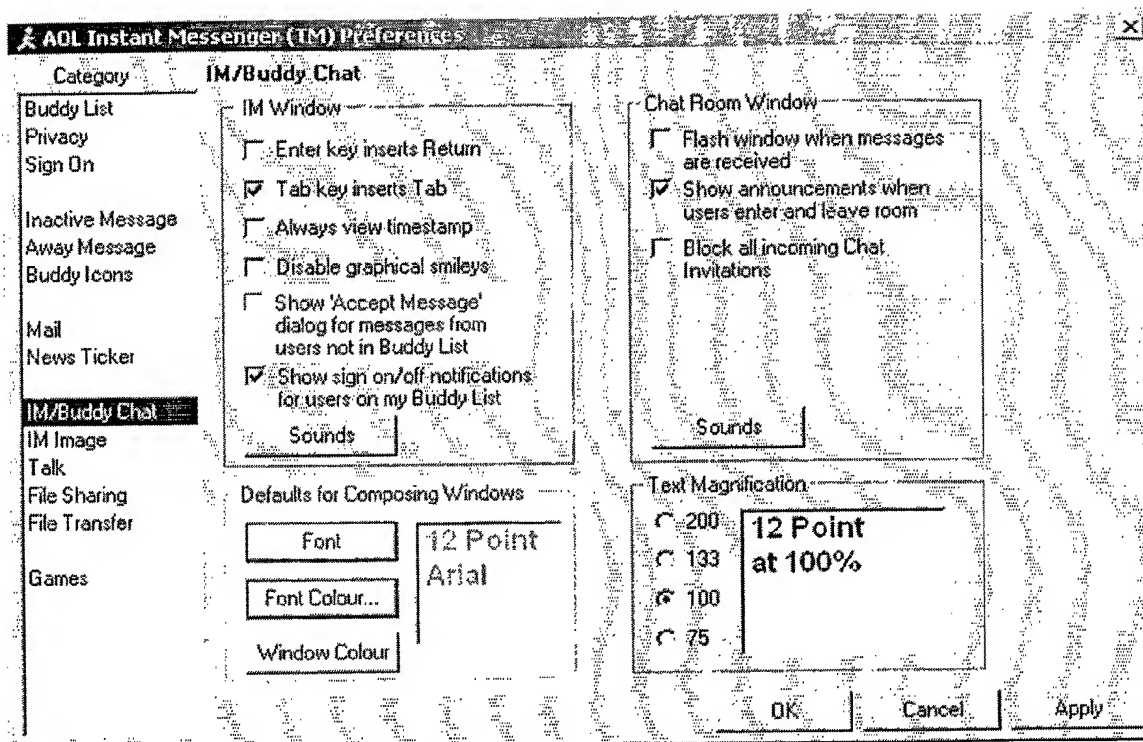 AOL Instant Messenger (TM) Preferences
Category
Buddy List
Privacy
Sign On
Inactive Message
Away Message
Buddy Icons
Mail
News Ticker
IM/Buddy Chat
IM Image
Talk
File Sharing
File Transfer
Games
IM/Buddy Chat
IM Window
Enter key inserts Return
Tab key inserts Tab
Always view timestamp
Disable graphical smileys
Show 'Accept Message'
dialog for messages from
users not in Buddy List
Show sign on/off notifications
for users on my Buddy List
Sounds
Chat Room Window
Flash window when messages
are received
Show announcements when
users enter and leave room
Block all incoming Chat
Invitations
Sounds
Defaults for Composing Windows
Font
Font Colour...
Window Colour
12 Point
Arial
Text Magnification
200
133
100
75
12 Point
at 100%
OK
Cancel
Apply